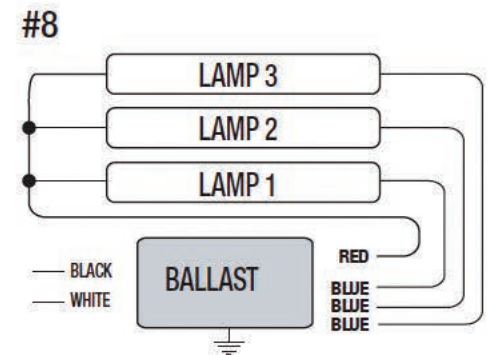 #8
LAMP 3
LAMP 2
LAMP 1
RED
BLACK
BALLAST
BLUE
WHITE
BLUE
BLUE